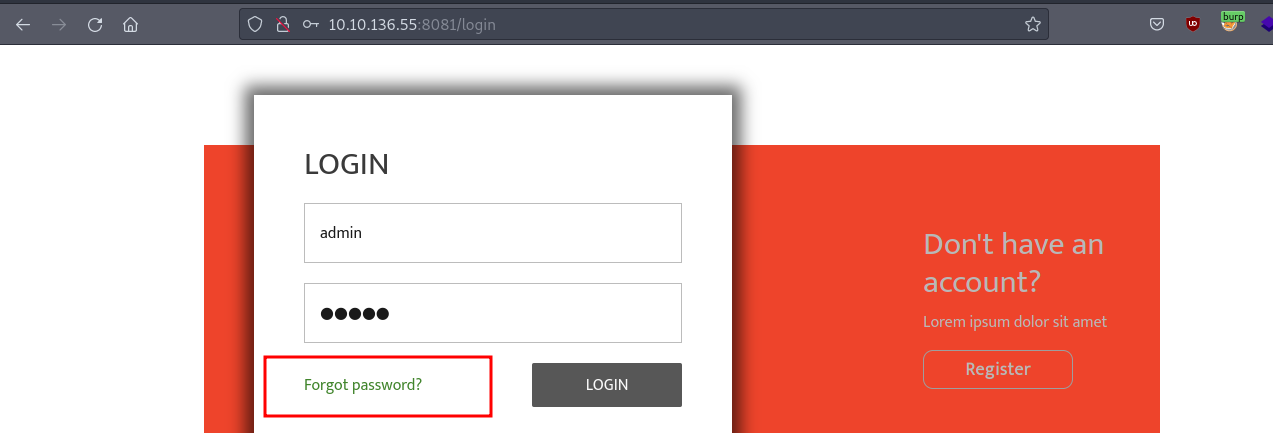 10.10.136.55:8081/login
burp
LOGIN
admin
Forgot password?
LOGIN
Don't have an
account?
Lorem ipsum dolor sit amet
Register